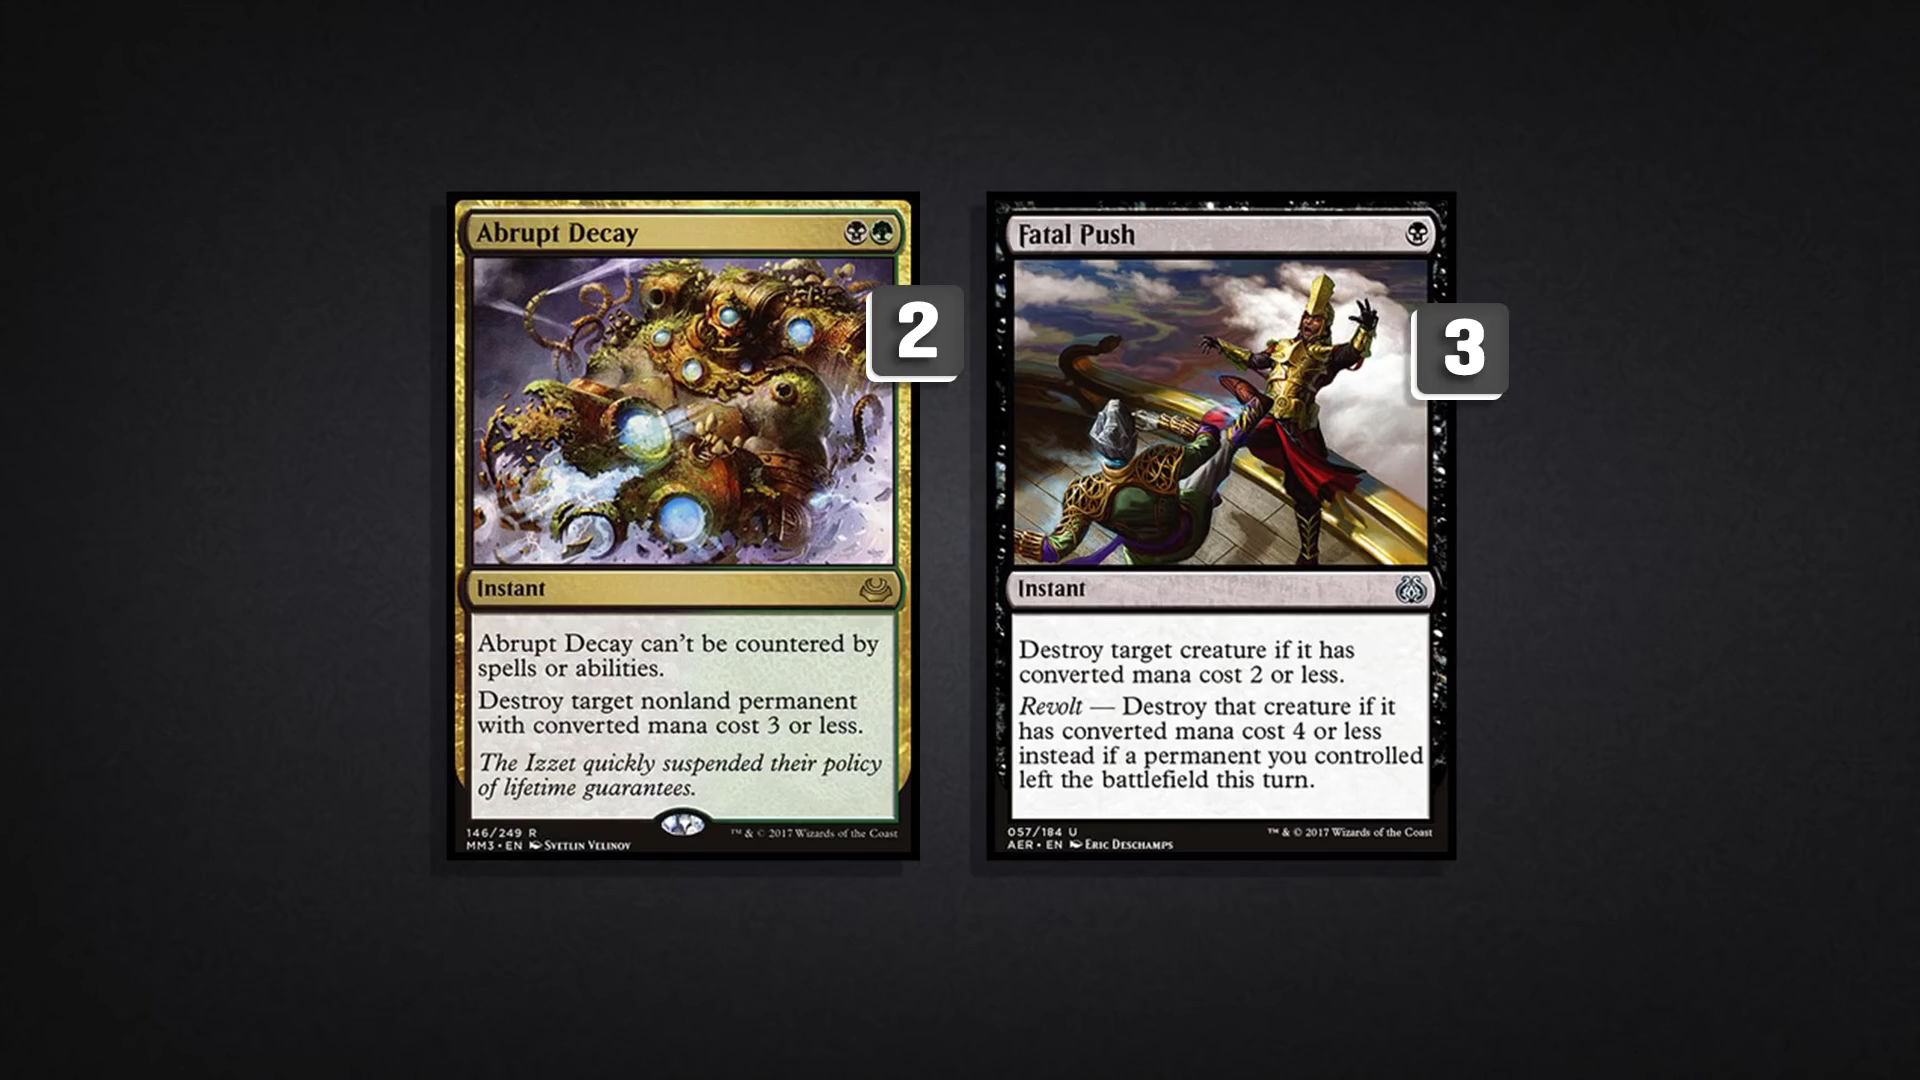 Abrupt Decay
2
Instant
Abrupt Decay can't be countered by
spells or abilities.
Destroy target nonland permanent
with converted mana cost 3 or less.
The Izzet quickly suspended their policy
of lifetime guarantees.
146/249 R
MM3 • EN Svetlin Velinov
™ & © 2017 Wizards of the Coast
Fatal Push
3
Instant
Destroy target creature if it has
converted mana cost 2 or less.
Revolt — Destroy that creature if it
has converted mana cost 4 or less
instead if a permanent you controlled
left the battlefield this turn.
057/184 U
AER • EN Eric Deschamps
™ & © 2017 Wizards of the Coast